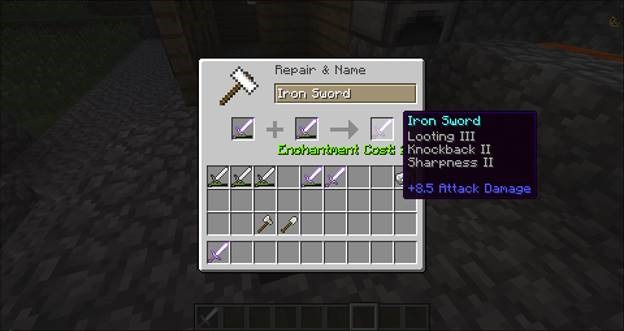 Repair & Name
Iron Sword
Enchantment Cost
Iron Sword
Looting III
Knockback II
Sharpness II
+8.5 Attack Damage